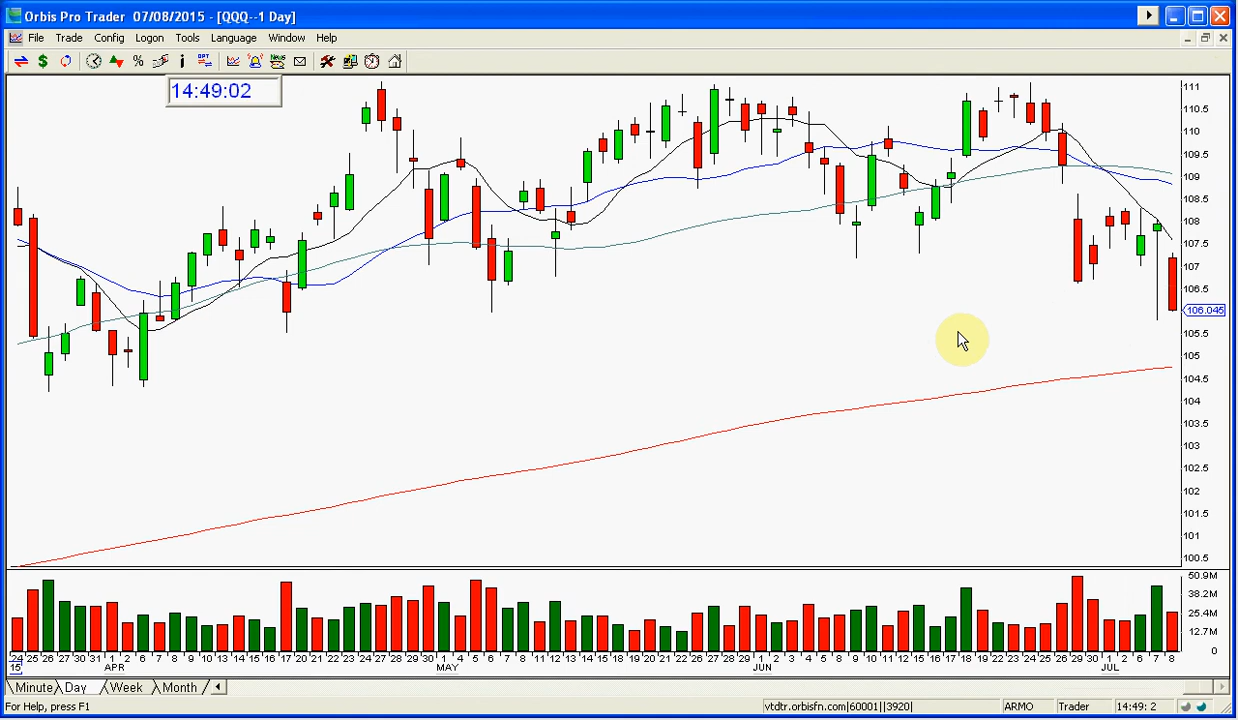 Orbis Pro Trader 07/08/2015 - [QQQ--1 Day]
File Trade Config Logon Tools Language Window Help
$ % i OPT News
14:49:02
111
110.5
110
109.5
109
108.5
108
107.5
107
106.5
106.045
105.5
105
104.5
104
103.5
103
102.5
102
101.5
101
100.5
50.9M
38.2M
25.4M
12.7M
0
24 25 26 27 30 31 1 2 6 7 8 9 10 13 14 15 16 17 20 21 22 23 24 27 28 29 30 1 4 5 6 7 8 11 12 13 14 15 18 19 20 21 22 26 27 28 29 1 2 3 4 5 8 9 10 11 12 15 16 17 18 19 22 23 24 25 26 29 30 1 2 6 7 8
15 APR MAY JUN JUL
Minute Day Week Month
For Help, press F1 vtdtr.orbisfn.com|60001||3920| ARMO Trader 14:49: 2